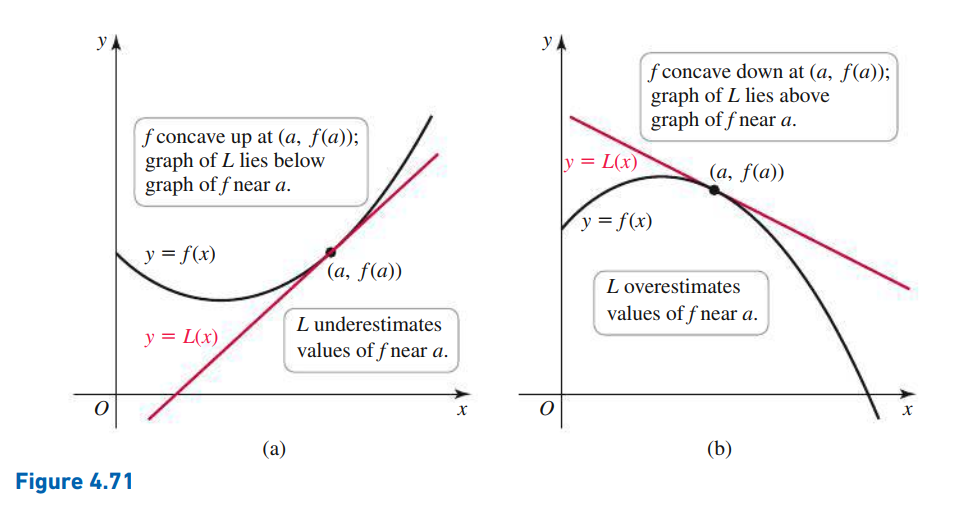 y
f concave up at (a, f(a));
graph of L lies below
graph of f near a.
y = f(x)
(a, f(a))
y = L(x)
L underestimates
values of f near a.
O
x
(a)
y
f concave down at (a, f(a));
graph of L lies above
graph of f near a.
y = L(x)
(a, f(a))
y = f(x)
L overestimates
values of f near a.
O
x
(b)
Figure 4.71